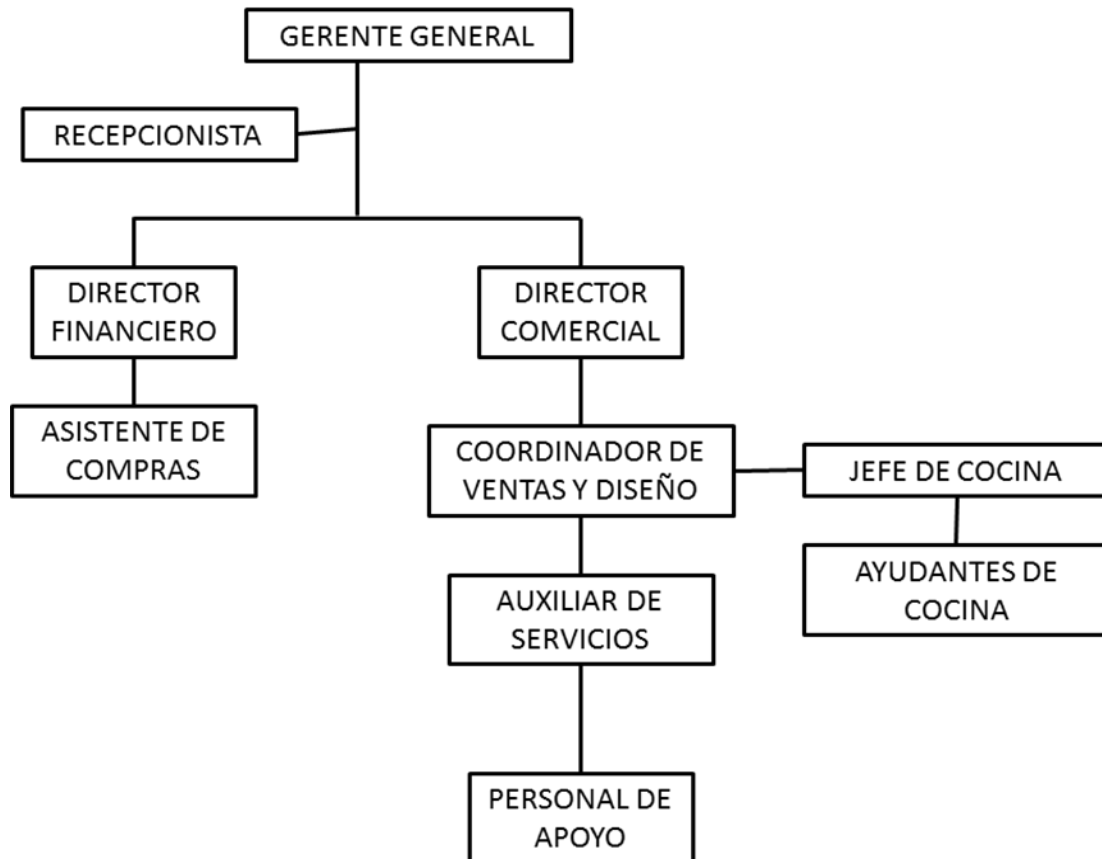 GERENTE GENERAL
RECEPCIONISTA
DIRECTOR
FINANCIERO
DIRECTOR
COMERCIAL
ASISTENTE DE
COMPRAS
COORDINADOR DE
VENTAS Y DISEÑO
JEFE DE COCINA
AYUDANTES DE
COCINA
AUXILIAR DE
SERVICIOS
PERSONAL DE
APOYO